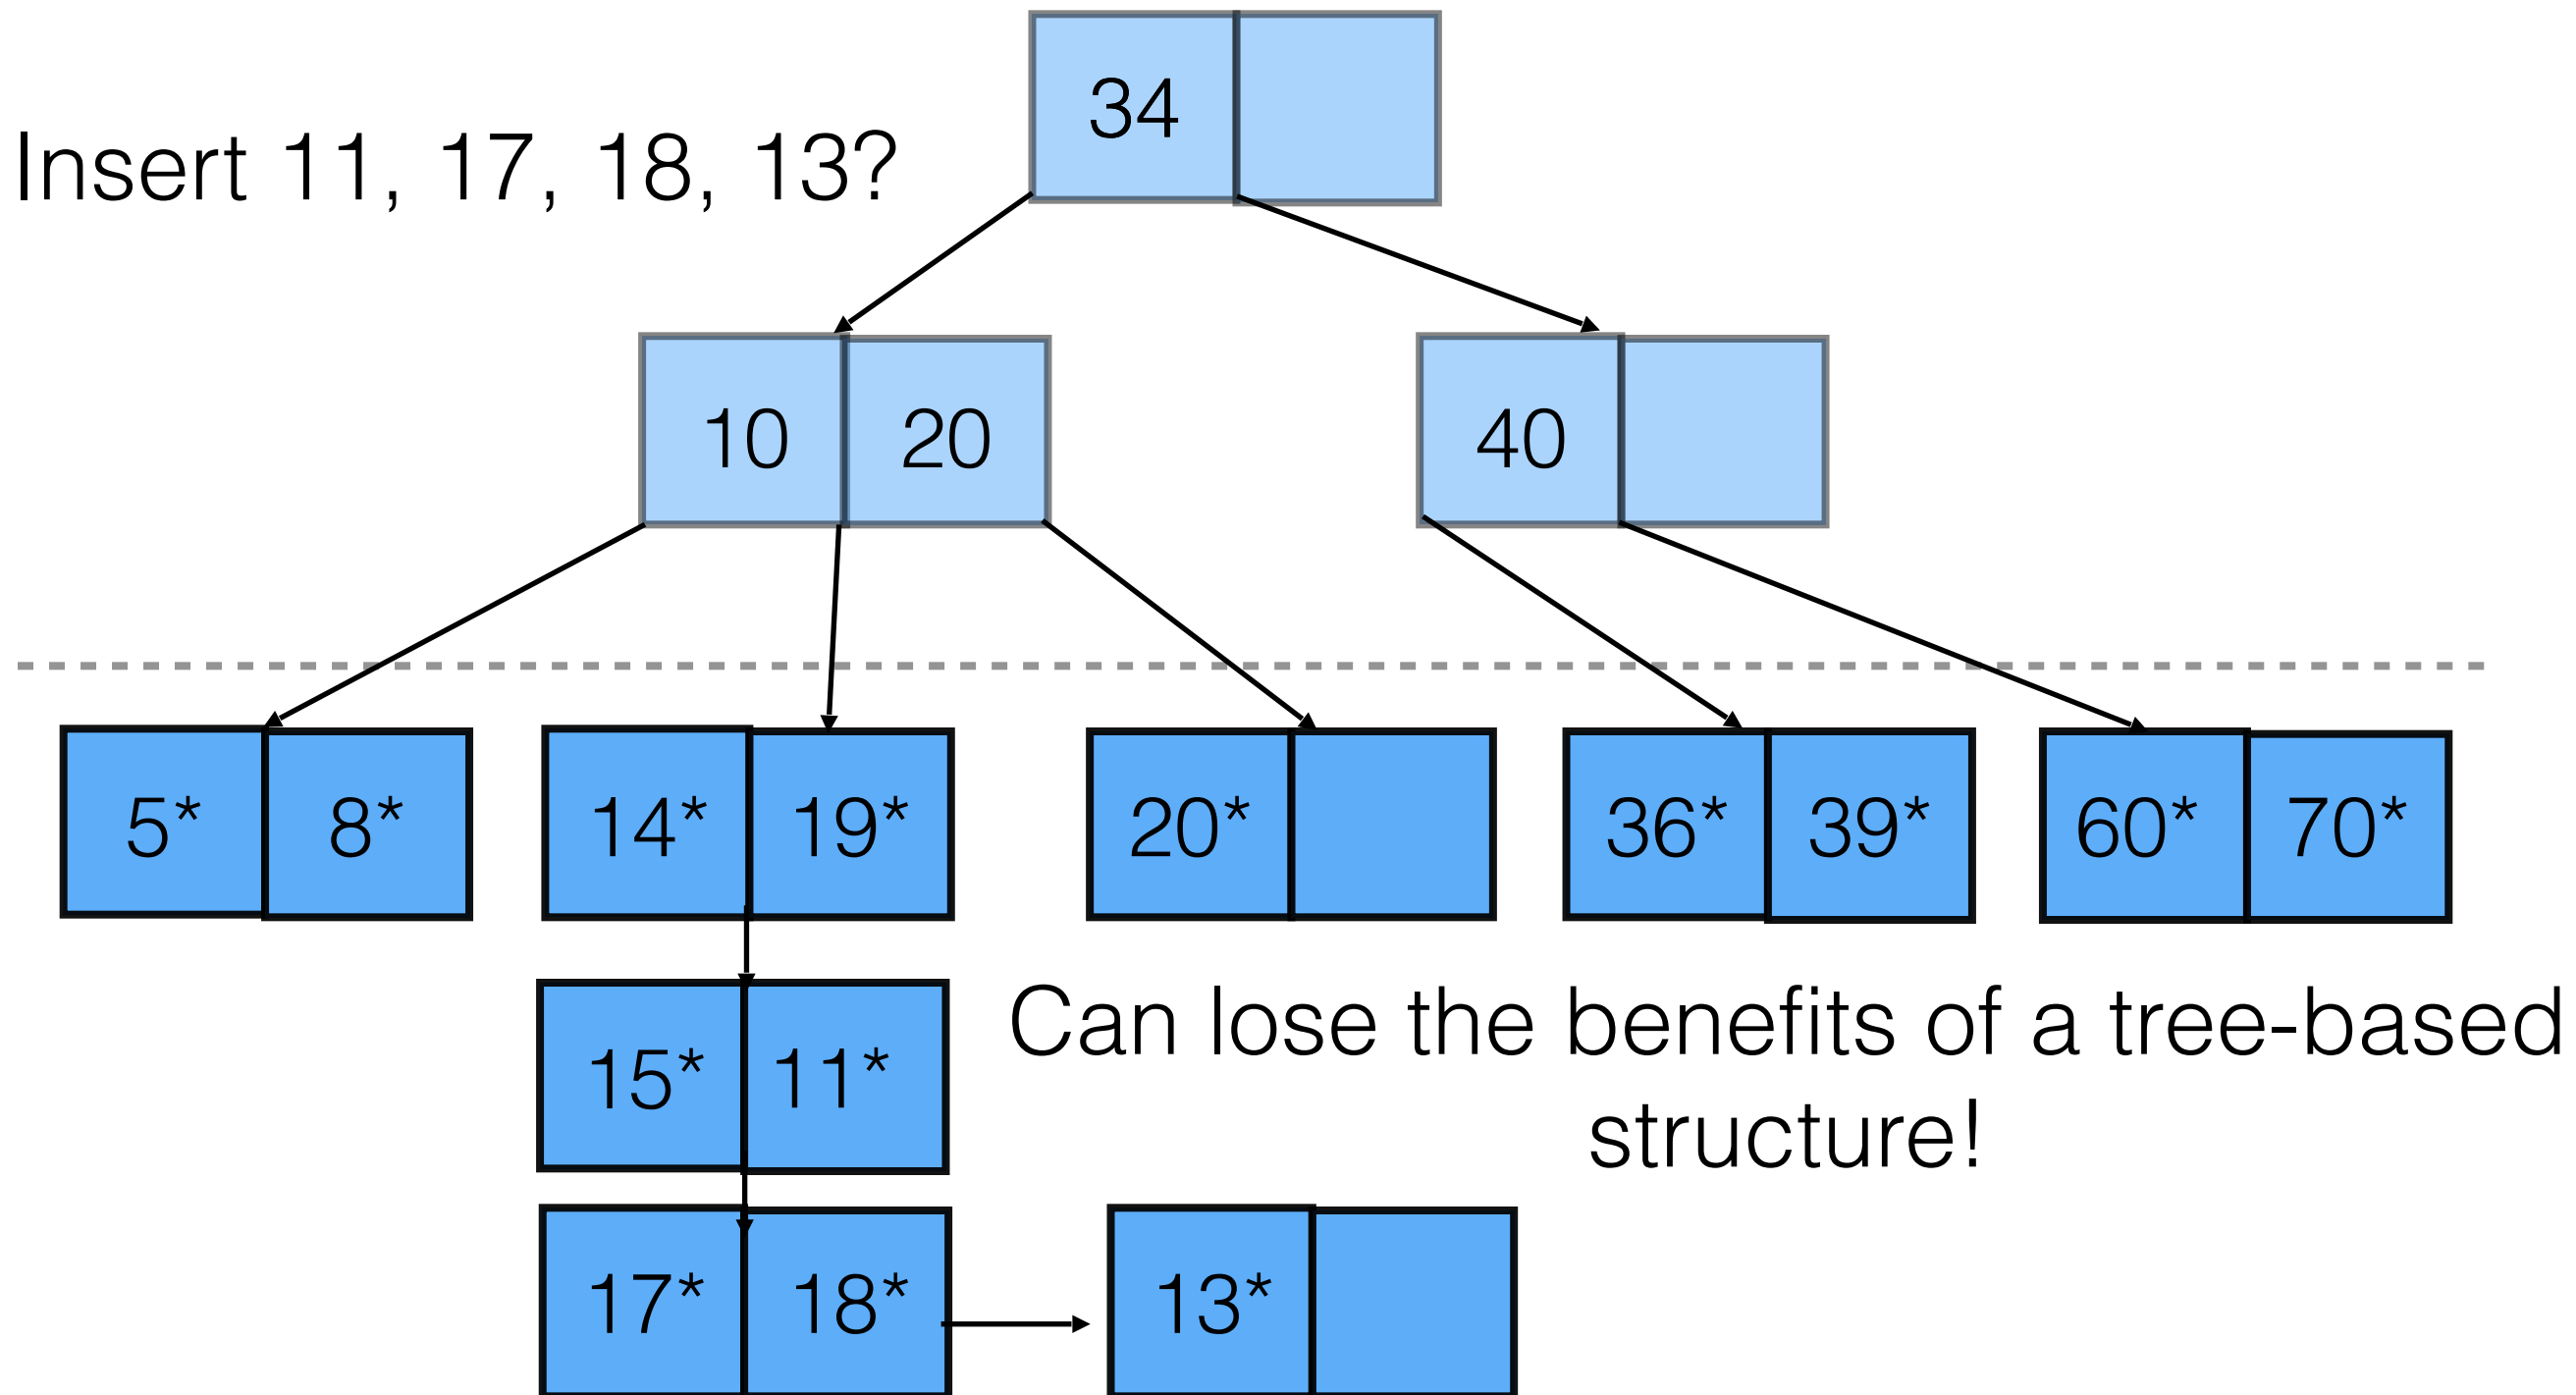 34
Insert 11, 17, 18, 13?
10 20 40
5* 8* 14* 19* 20* 36* 39* 60* 70*
Can lose the benefits of a tree-based
15* 11*
structure!
17* 18* 13*